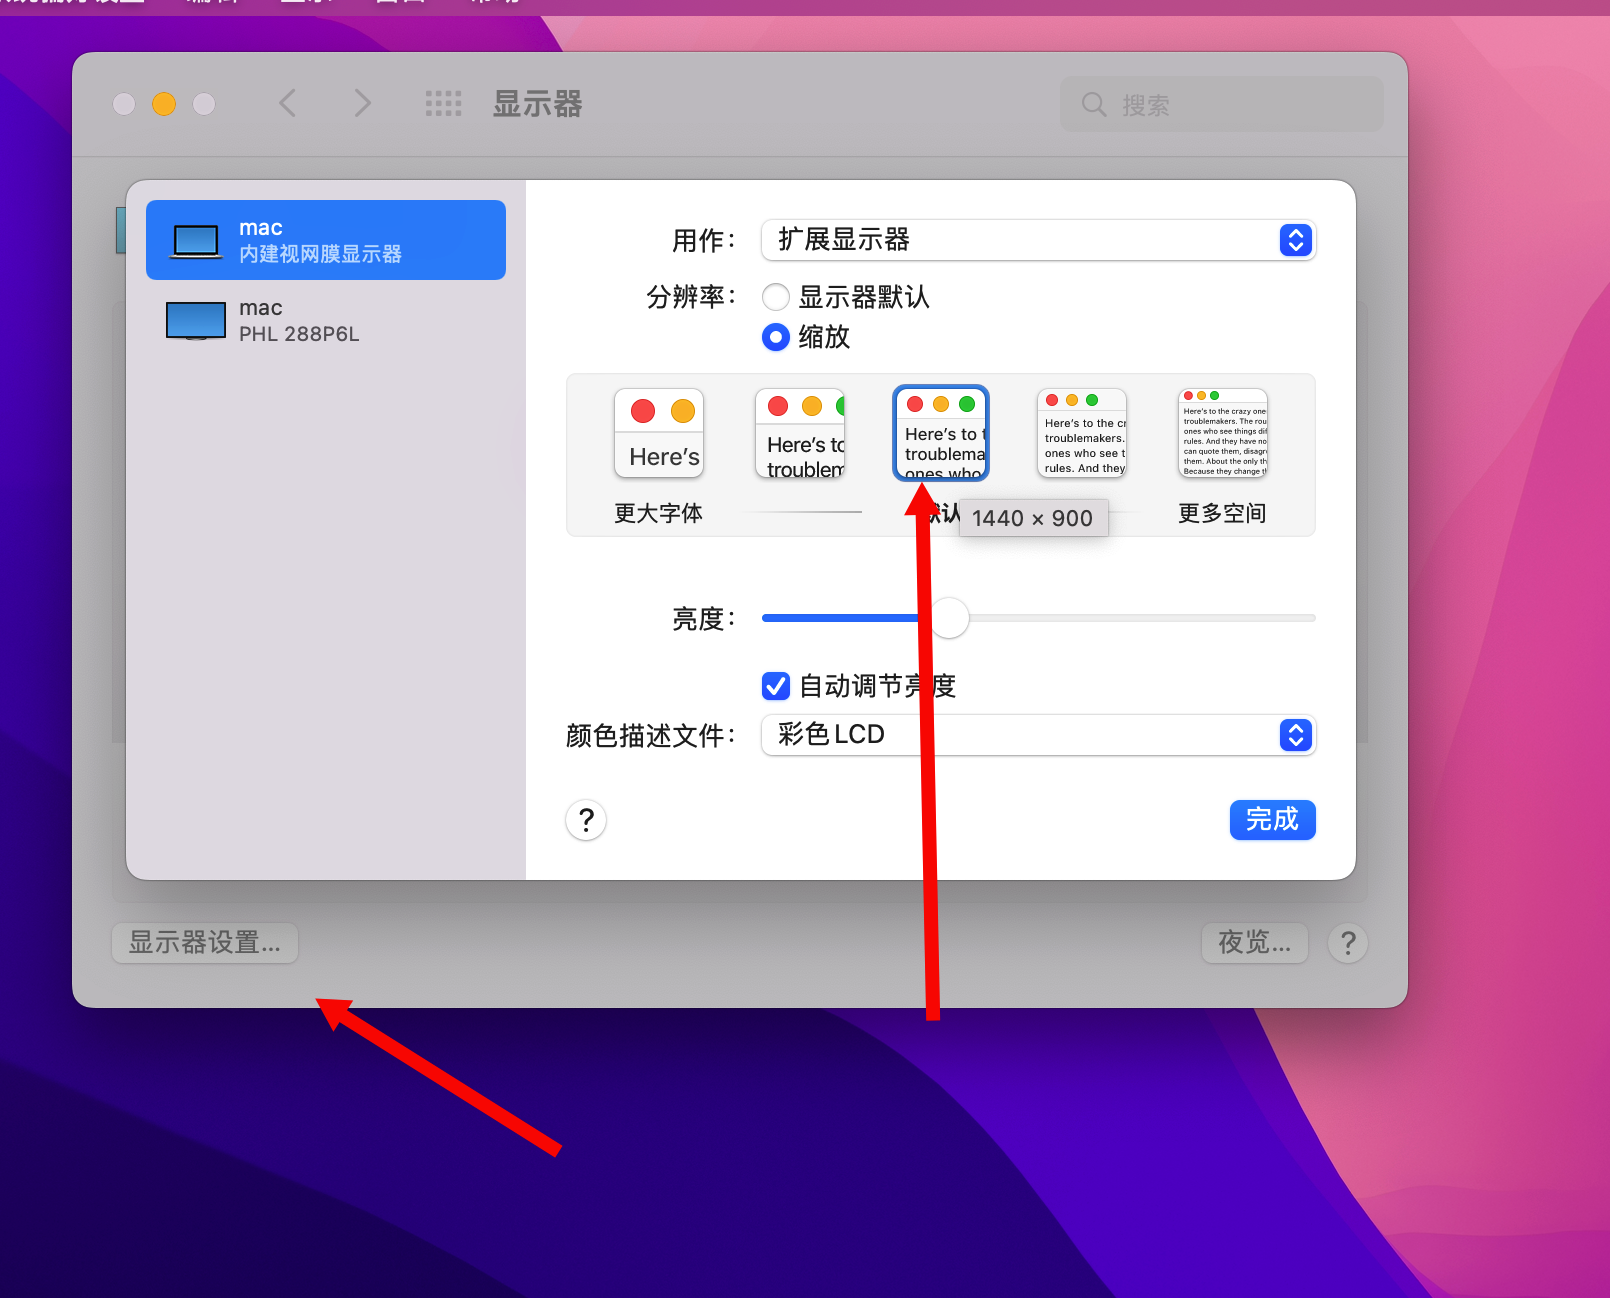 显示器
搜索
mac
内建视网膜显示器
mac
PHL 288P6L
用作：
扩展显示器
分辨率：
显示器默认
缩放
Here's
Here's to
troublem
Here's to t
troublema
ones who
Here's to the cr
troublemakers.
ones who see t
rules. And they
Here's to the crazy one
troublemakers. The rou
ones who see things dif
rules. And they have no
can quote them, disagre
them. About the only th
Because they change th
更大字体
默认
1440 × 900
更多空间
亮度：
自动调节亮度
颜色描述文件：
彩色LCD
?
完成
显示器设置...
夜览...
?